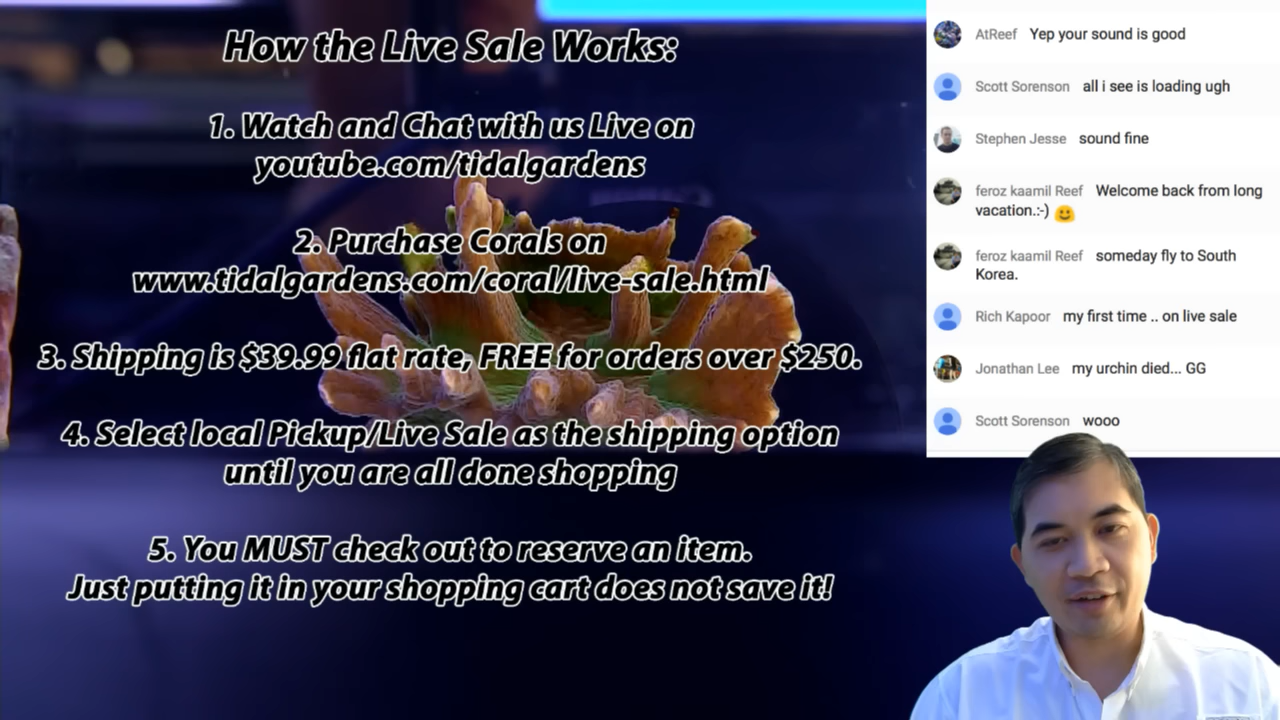 How the Live Sale Works:
1. Watch and Chat with us Live on
youtube.com/tidalgardens
2. Purchase Corals on
www.tidalgardens.com/coral/live-sale.html
3. Shipping is $39.99 flat rate, FREE for orders over $250.
4. Select local Pickup/Live Sale as the shipping option
until you are all done shopping
5. You MUST check out to reserve an item.
Just putting it in your shopping cart does not save it!
AtReef Yep your sound is good
Scott Sorenson all i see is loading ugh
Stephen Jesse sound fine
feroz kaamil Reef Welcome back from long
vacation.:-)
feroz kaamil Reef someday fly to South
Korea.
Rich Kapoor my first time .. on live sale
Jonathan Lee my urchin died... GG
Scott Sorenson wooo